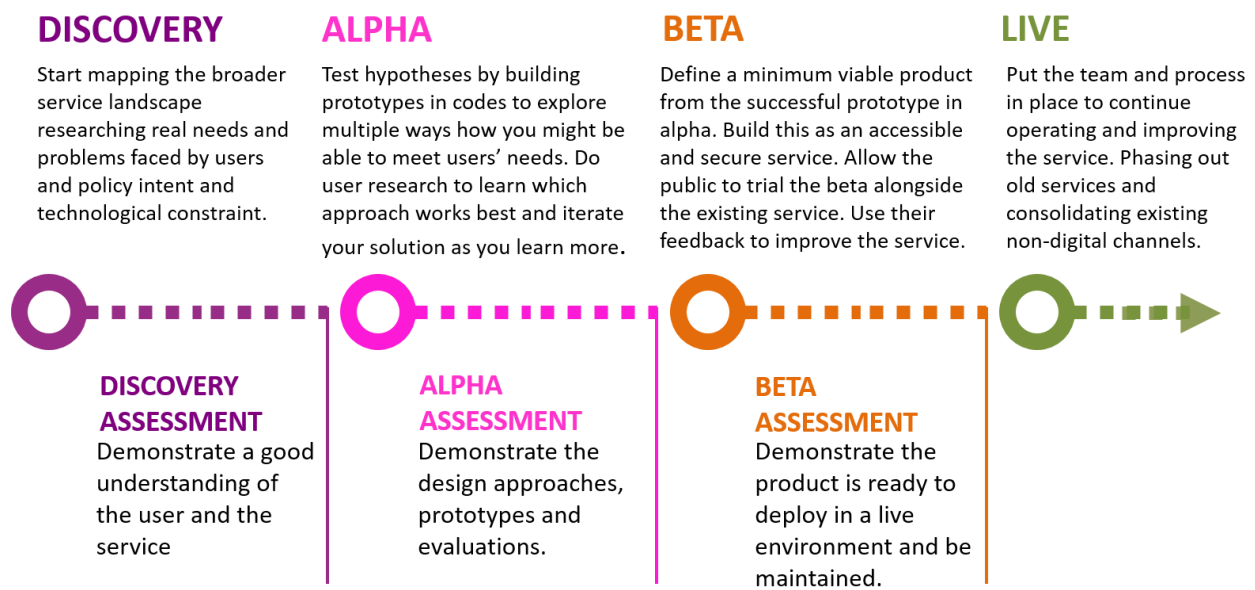 DISCOVERY
Start mapping the broader
service landscape
researching real needs and
problems faced by users
and policy intent and
technological constraint.
ALPHA
Test hypotheses by building
prototypes in codes to explore
multiple ways how you might be
able to meet users’ needs. Do
user research to learn which
approach works best and iterate
your solution as you learn more.
BETA
Define a minimum viable product
from the successful prototype in
alpha. Build this as an accessible
and secure service. Allow the
public to trial the beta alongside
the existing service. Use their
feedback to improve the service.
LIVE
Put the team and process
in place to continue
operating and improving
the service. Phasing out
old services and
consolidating existing
non-digital channels.
DISCOVERY
ASSESSMENT
Demonstrate a good
understanding of
the user and the
service
ALPHA
ASSESSMENT
Demonstrate the
design approaches,
prototypes and
evaluations.
BETA
ASSESSMENT
Demonstrate the
product is ready to
deploy in a live
environment and be
maintained.